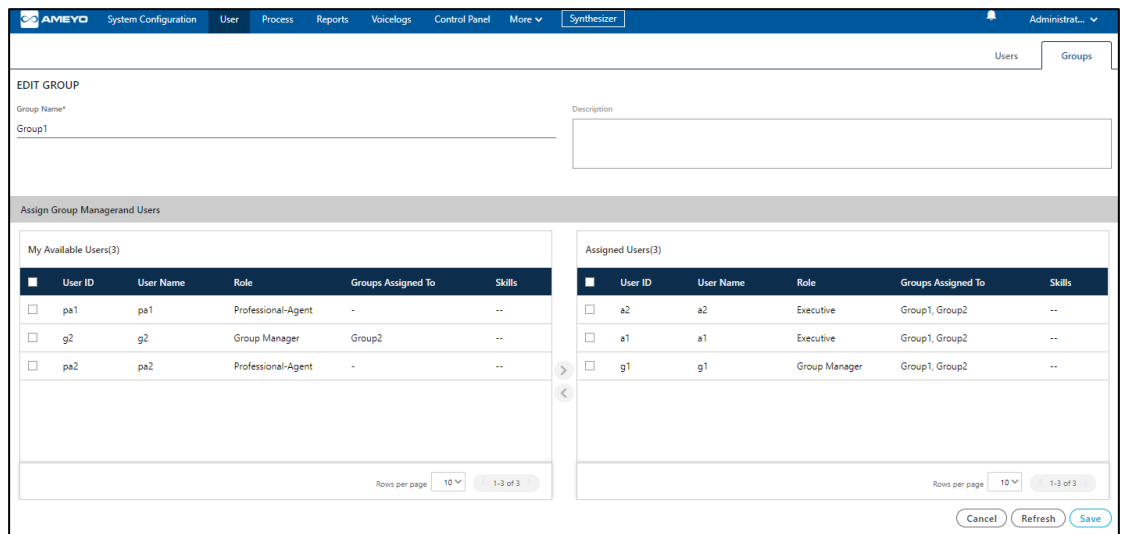 AMEYO System Configuration User Process Reports Voicelogs Control Panel More Synthesizer Administrat...
Users Groups
EDIT GROUP
Group Name* Description
Group1
Assign Group Managerand Users
My Available Users(3) Assigned Users(3)
User ID User Name Role Groups Assigned To Skills User ID User Name Role Groups Assigned To Skills
pa1 pa1 Professional-Agent - -- a2 a2 Executive Group1, Group2 --
g2 g2 Group Manager Group2 -- a1 a1 Executive Group1, Group2 --
pa2 pa2 Professional-Agent - -- g1 g1 Group Manager Group1, Group2 --
Rows per page 10 1-3 of 3 Rows per page 10 1-3 of 3
Cancel Refresh Save